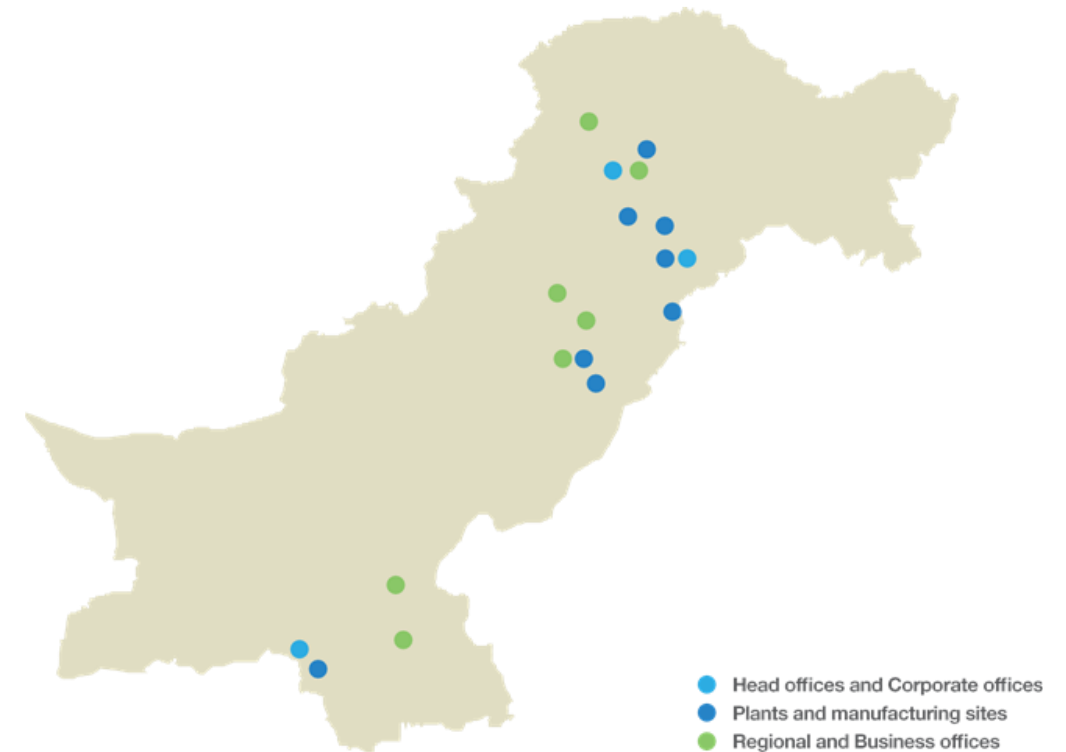 Head offices and Corporate offices
Plants and manufacturing sites
Regional and Business offices